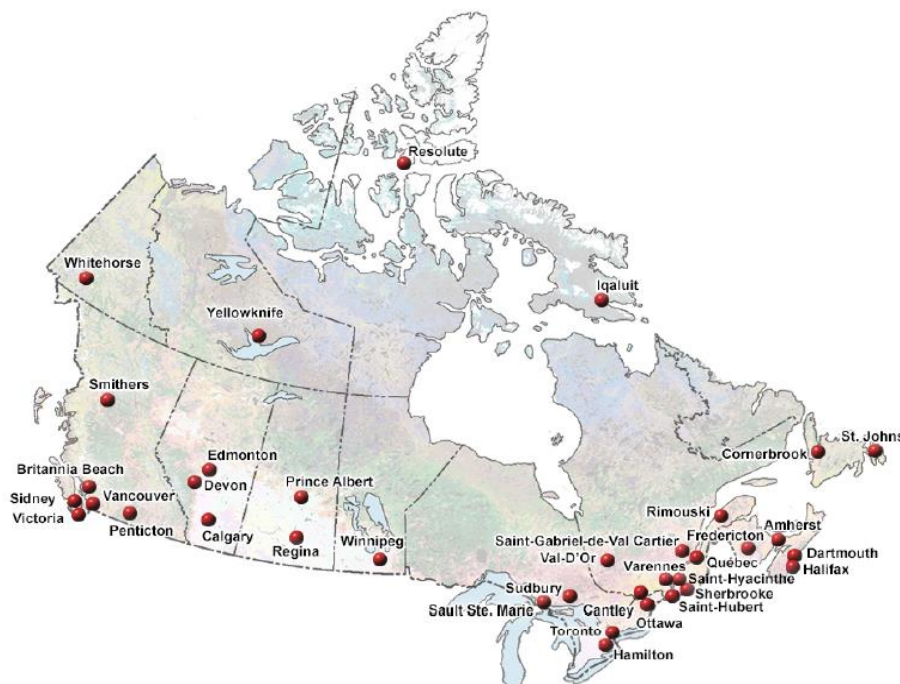 Resolute
Whitehorse
Iqaluit
Yellowknife
Smithers
St. Johns
Cornerbrook
Edmonton
Britannia Beach
Devon
Prince Albert
Sidney
Vancouver
Rimouski
Victoria
Penticton
Calgary
Amherst
Fredericton
Regina
Winnipeg
Saint-Gabriel-de-Val Cartier
Dartmouth
Val-D'Or
Québec
Varennes
Halifax
Saint-Hyacinthe
Sudbury
Sherbrooke
Sault Ste. Marie
Cantley
Saint-Hubert
Ottawa
Toronto
Hamilton